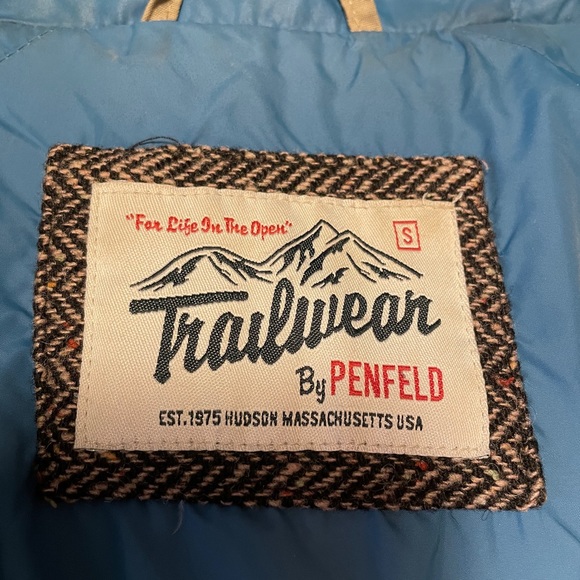 "For Life In The Open"
S
Trailwear
By PENFELD
EST.1975 HUDSON MASSACHUSETTS USA